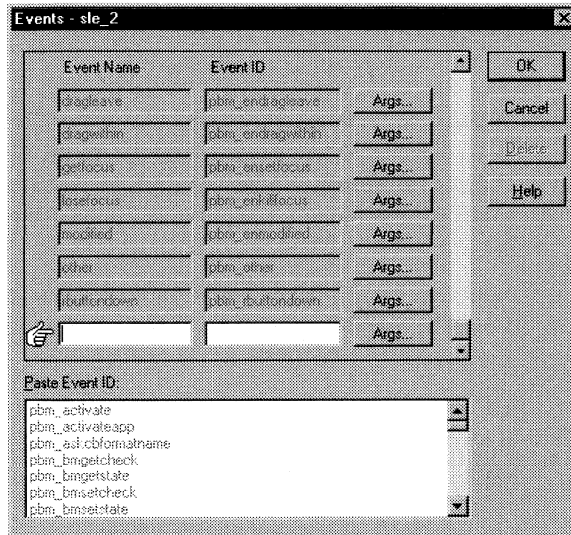 Events - sle_2
Event Name Event ID
OK
dragleave pbm_endragleave Args...
Cancel
dragwithin pbm_endragwithin Args...
Delete
getfocus pbm_ensetfocus Args...
Help
losefocus pbm_enkillfocus Args...
modified pbm_enmodified Args...
other pbm_other Args...
rbuttondown pbm_rbuttondown Args...
Args...
Paste Event ID:
pbm_activate
pbm_activateapp
pbm_askcbformatname
pbm_bmgetcheck
pbm_bmgetstate
pbm_bmsetcheck
pbm_bmsetstate